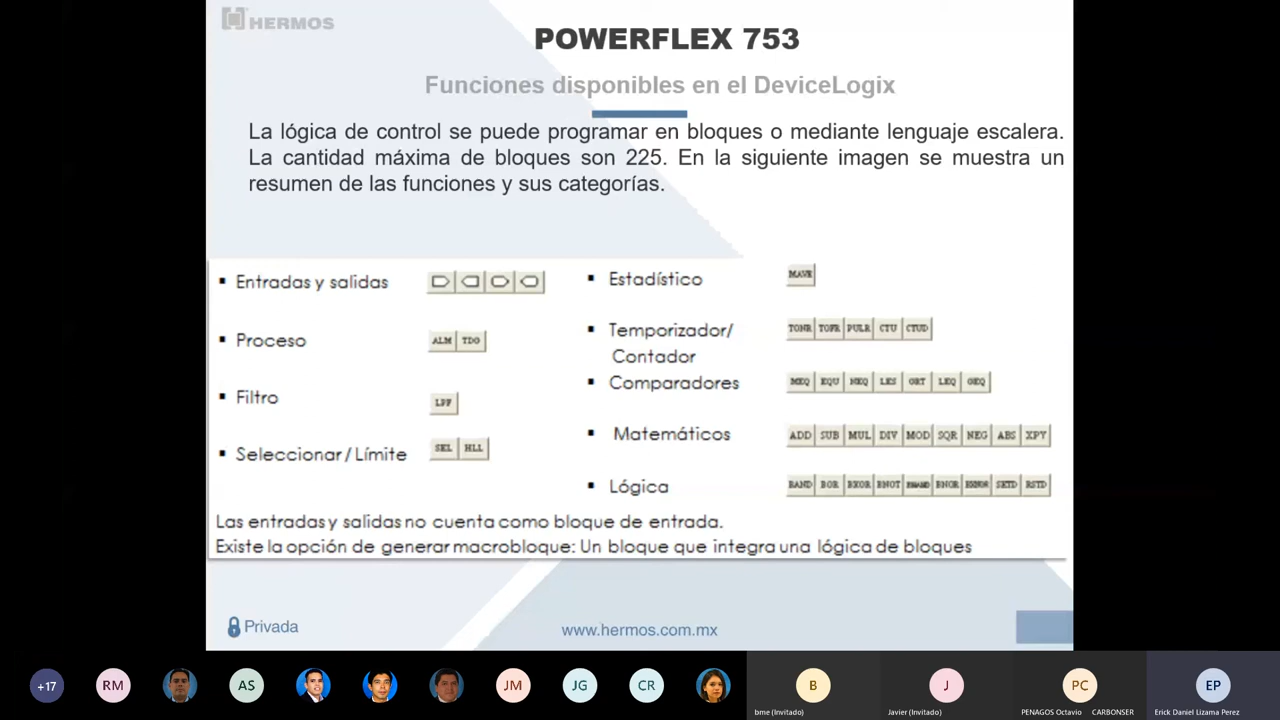 HERMOS
POWERFLEX 753
Funciones disponibles en el DeviceLogix
La lógica de control se puede programar en bloques o mediante lenguaje escalera.
La cantidad máxima de bloques son 225. En la siguiente imagen se muestra un
resumen de las funciones y sus categorías.
▪ Entradas y salidas
▪ Proceso ALM TDO
▪ Filtro LPF
▪ Seleccionar / Límite SEL HLL
▪ Estadístico MAVE
▪ Temporizador/
Contador TONR TOFR PULR CTU CTUD
▪ Comparadores MEQ EQU NEQ LES GRT LEQ GEQ
▪ Matemáticos ADD SUB MUL DIV MOD SQR NEG ABS XPY
▪ Lógica BAND BOR BXOR BNOT BNAND BNOR BXNOR SETD RSTD
Las entradas y salidas no cuenta como bloque de entrada.
Existe la opción de generar macrobloque: Un bloque que integra una lógica de bloques
Privada
www.hermos.com.mx
+17 RM AS JM JG CR B J PC EP
bme (Invitado) Javier (Invitado) PENAGOS Octavio CARBONSER Erick Daniel Lizama Perez